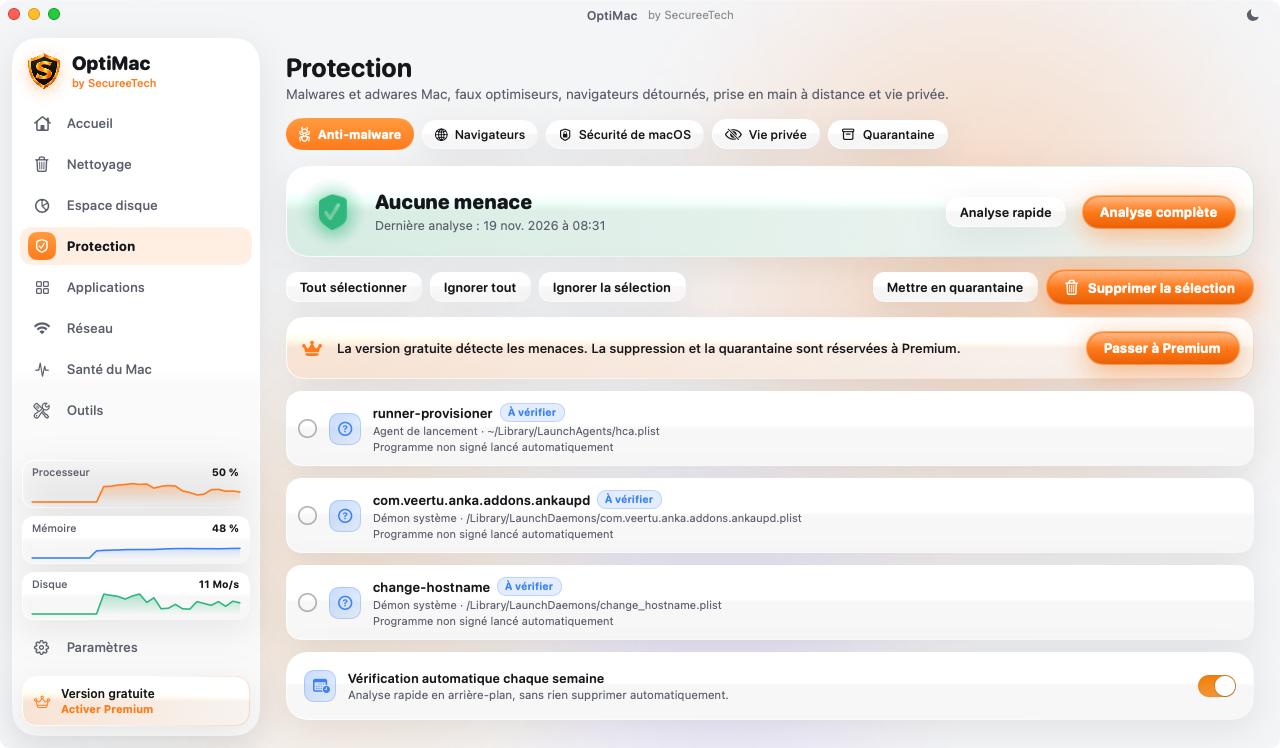 OptiMac by SecureeTech
OptiMac
by SecureeTech
Accueil
Nettoyage
Espace disque
Protection
Applications
Réseau
Santé du Mac
Outils
Processeur 50 %
Mémoire 48 %
Disque 11 Mo/s
Paramètres
Version gratuite
Activer Premium
Protection
Malwares et adwares Mac, faux optimiseurs, navigateurs détournés, prise en main à distance et vie privée.
Anti-malware Navigateurs Sécurité de macOS Vie privée Quarantaine
Aucune menace
Dernière analyse : 19 nov. 2026 à 08:31
Analyse rapide Analyse complète
Tout sélectionner Ignorer tout Ignorer la sélection Mettre en quarantaine Supprimer la sélection
La version gratuite détecte les menaces. La suppression et la quarantaine sont réservées à Premium. Passer à Premium
runner-provisioner À vérifier
Agent de lancement · ~/Library/LaunchAgents/hca.plist
Programme non signé lancé automatiquement
com.veertu.anka.addons.ankaupd À vérifier
Démon système · /Library/LaunchDaemons/com.veertu.anka.addons.ankaupd.plist
Programme non signé lancé automatiquement
change-hostname À vérifier
Démon système · /Library/LaunchDaemons/change_hostname.plist
Programme non signé lancé automatiquement
Vérification automatique chaque semaine
Analyse rapide en arrière-plan, sans rien supprimer automatiquement.